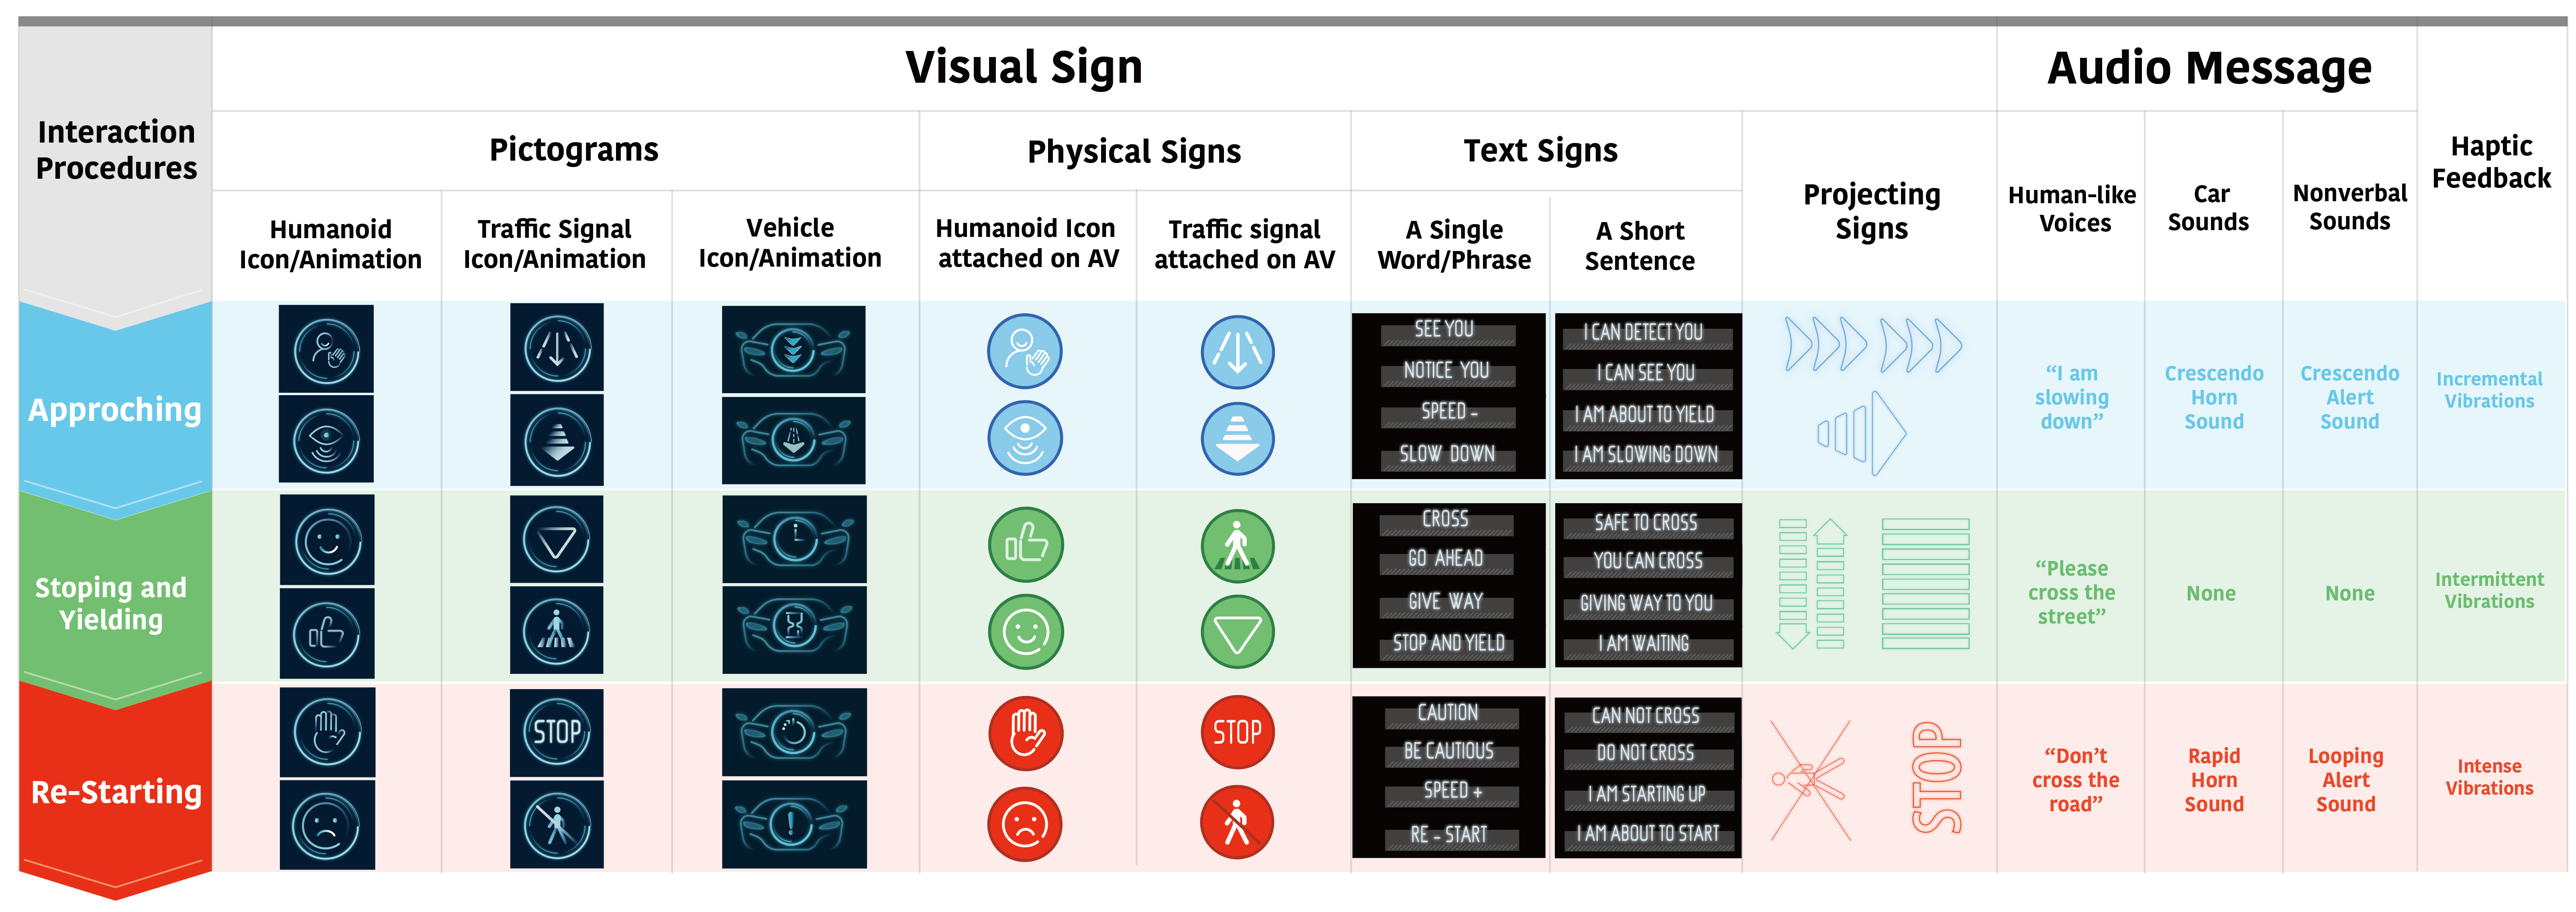 Visual Sign
Audio Message
Interaction
Procedures
Pictograms
Physical Signs
Text Signs
Projecting
Signs
Haptic
Feedback
Humanoid
Icon/Animation
Traffic Signal
Icon/Animation
Vehicle
Icon/Animation
Humanoid Icon
attached on AV
Traffic signal
attached on AV
A Single
Word/Phrase
A Short
Sentence
Human-like
Voices
Car
Sounds
Nonverbal
Sounds
Approching
SEE YOU
NOTICE YOU
SPEED -
SLOW DOWN
I CAN DETECT YOU
I CAN SEE YOU
I AM ABOUT TO YIELD
I AM SLOWING DOWN
“I am
slowing
down”
Crescendo
Horn
Sound
Crescendo
Alert
Sound
Incremental
Vibrations
Stoping and
Yielding
CROSS
GO AHEAD
GIVE WAY
STOP AND YIELD
SAFE TO CROSS
YOU CAN CROSS
GIVING WAY TO YOU
I AM WAITING
“Please
cross the
street”
None
None
Intermittent
Vibrations
Re-Starting
STOP
STOP
CAUTION
BE CAUTIOUS
SPEED +
RE - START
CAN NOT CROSS
DO NOT CROSS
I AM STARTING UP
I AM ABOUT TO START
STOP
“Don’t
cross the
road”
Rapid
Horn
Sound
Looping
Alert
Sound
Intense
Vibrations